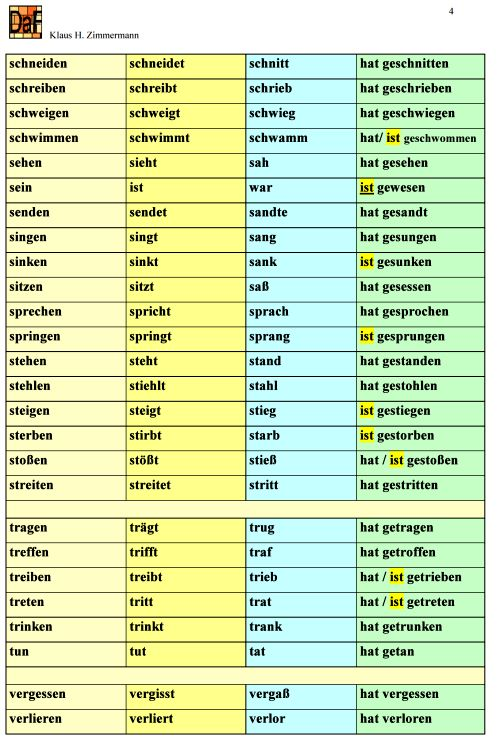 4
DaF
Klaus H. Zimmermann
schneiden schneidet schnitt hat geschnitten
schreiben schreibt schrieb hat geschrieben
schweigen schweigt schwieg hat geschwiegen
schwimmen schwimmt schwamm hat/ ist geschwommen
sehen sieht sah hat gesehen
sein ist war ist gewesen
senden sendet sandte hat gesandt
singen singt sang hat gesungen
sinken sinkt sank ist gesunken
sitzen sitzt saß hat gesessen
sprechen spricht sprach hat gesprochen
springen springt sprang ist gesprungen
stehen steht stand hat gestanden
stehlen stiehlt stahl hat gestohlen
steigen steigt stieg ist gestiegen
sterben stirbt starb ist gestorben
stoßen stößt stieß hat / ist gestoßen
streiten streitet stritt hat gestritten
tragen trägt trug hat getragen
treffen trifft traf hat getroffen
treiben treibt trieb hat / ist getrieben
treten tritt trat hat / ist getreten
trinken trinkt trank hat getrunken
tun tut tat hat getan
vergessen vergisst vergaß hat vergessen
verlieren verliert verlor hat verloren